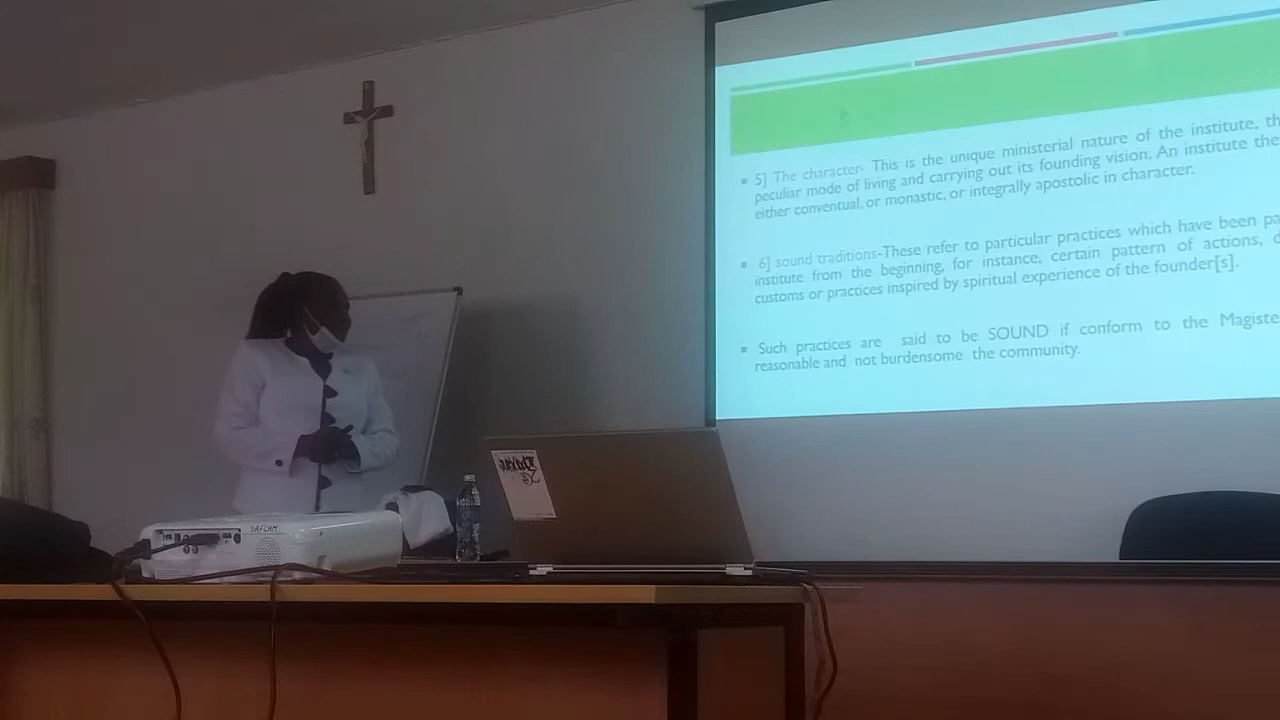 5] The character- This is the unique ministerial nature of the institute, th
peculiar mode of living and carrying out its founding vision. An institute the
either conventual, or monastic, or integrally apostolic in character.
6] sound traditions-These refer to particular practices which have been pa
institute from the beginning, for instance, certain pattern of actions, d
customs or practices inspired by spiritual experience of the founder[s].
Such practices are said to be SOUND if conform to the Magiste
reasonable and not burdensome the community.
SAFCAM